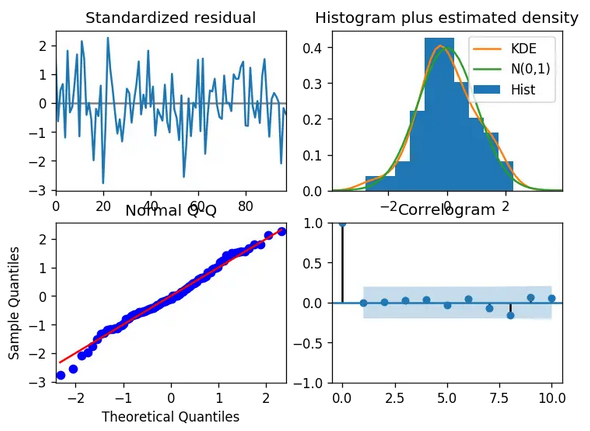 Standardized residual
2
1
0
−1
−2
−3
0 20 40 60 80
Histogram plus estimated density
0.4
0.3
0.2
0.1
0.0
KDE
N(0,1)
Hist
−2 0 2
Normal Q-Q
Sample Quantiles
2
1
0
−1
−2
−3
−2 −1 0 1 2
Theoretical Quantiles
Correlogram
1.0
0.5
0.0
−0.5
−1.0
0.0 2.5 5.0 7.5 10.0